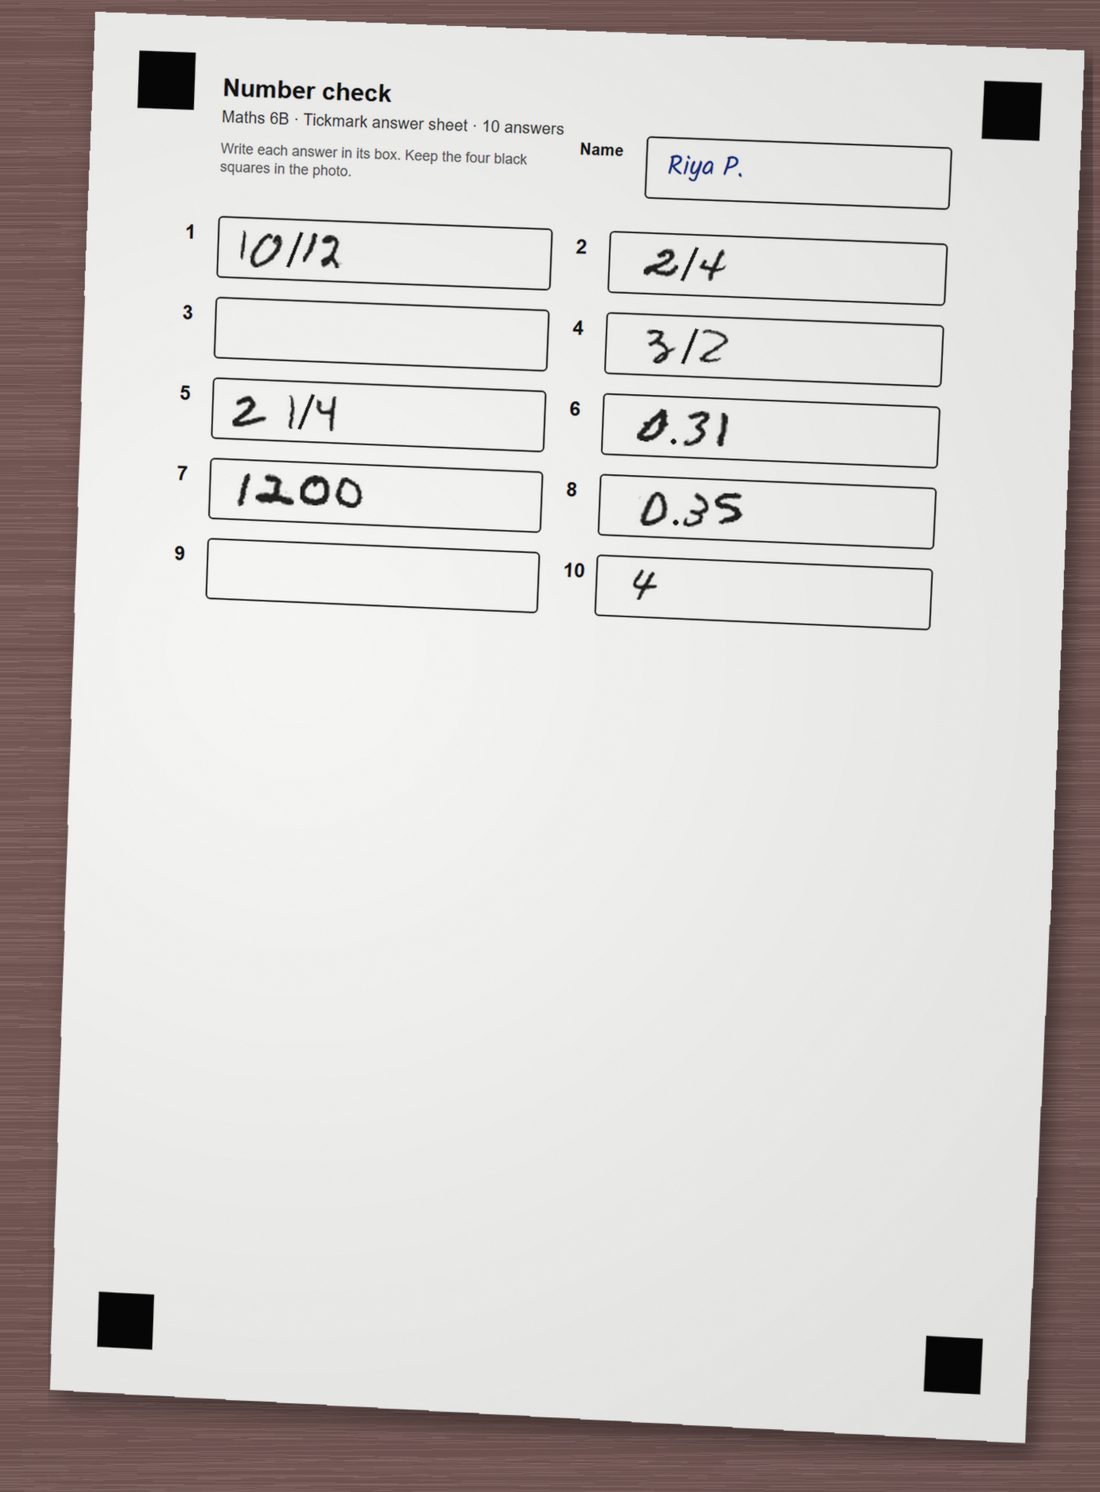 Number check
Maths 6B · Tickmark answer sheet · 10 answers
Write each answer in its box. Keep the four black
squares in the photo.
Name Riya P.
1 10/12
2 2/4
3
4 3/2
5 2 1/4
6 0.31
7 1200
8 0.35
9
10 4